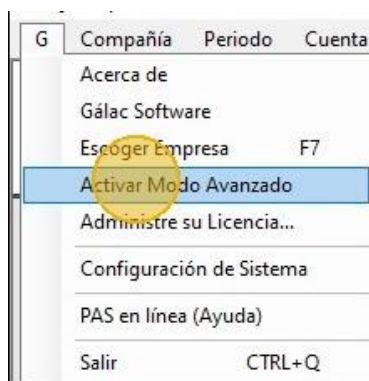 G Compañía Periodo Cuenta
Acerca de
Gálac Software
Escoger Empresa F7
Activar Modo Avanzado
Administre su Licencia...
Configuración de Sistema
PAS en línea (Ayuda)
Salir CTRL+Q